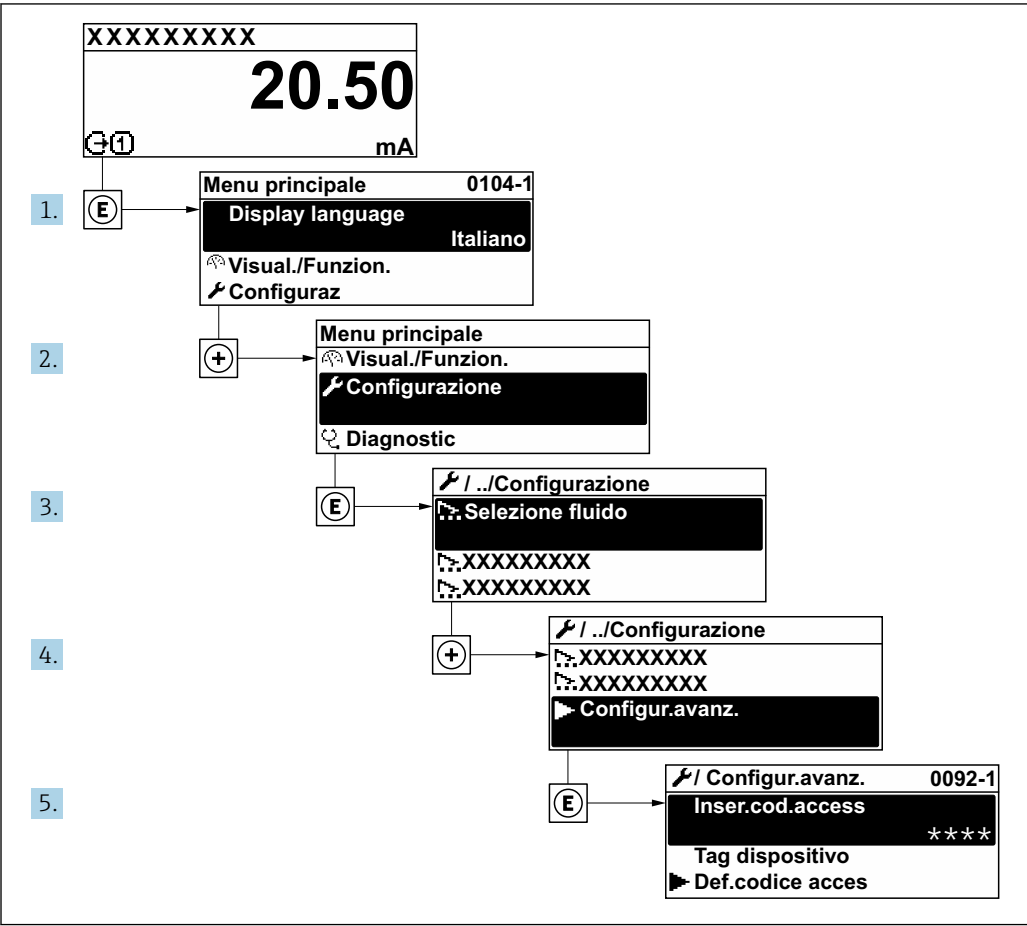 XXXXXXXXX
20.50
1 mA
1. E Menu principale 0104-1
Display language
Italiano
Visual./Funzion.
Configuraz
2. + Menu principale
Visual./Funzion.
Configurazione
Diagnostic
3. E / ../Configurazione
Selezione fluido
XXXXXXXXX
XXXXXXXXX
4. + / ../Configurazione
XXXXXXXXX
XXXXXXXXX
Configur.avanz.
5. E / Configur.avanz. 0092-1
Inser.cod.access
****
Tag dispositivo
Def.codice acces